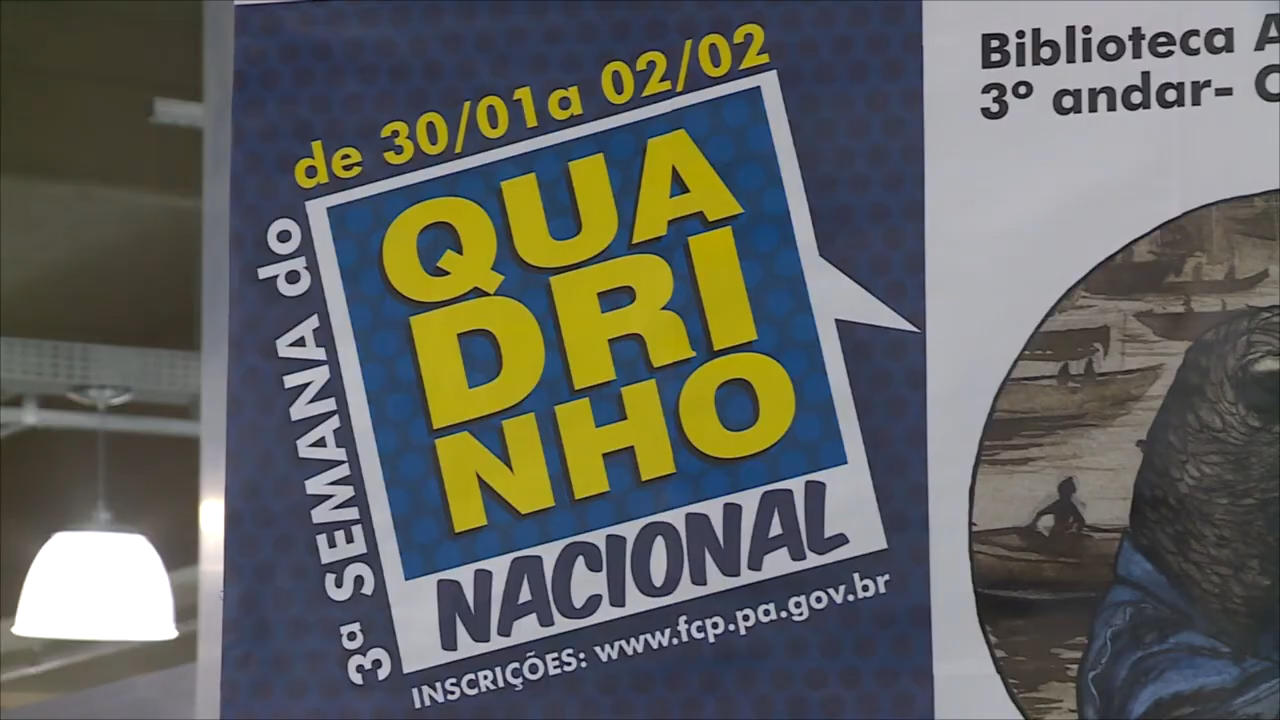 de 30/01 a 02/02
3ª SEMANA do
QUA
DRI
NHO
NACIONAL
INSCRIÇÕES: www.fcp.pa.gov.br
Biblioteca
3º andar-